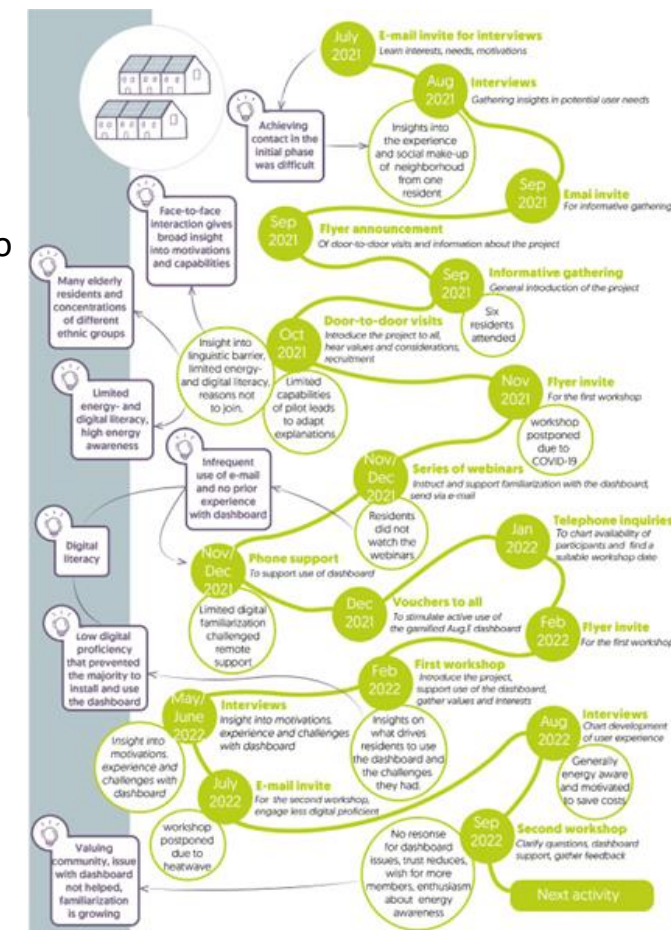 July
2021
E-mail invite for interviews
Learn interests, needs, motivations
Aug
2021
Interviews
Gathering insights in potential user needs
Achieving
contact in the
initial phase
was difficult
Insights into
the experience
and social make-up
of neighborhoud
from one
resident
Sep
2021
Emai invite
For informative gathering
Face-to-face
interaction gives
broad insight
into motivations
and capabilities
Sep
2021
Flyer announcement
Of door-to-door visits and information about the project
o
Many elderly
residents and
concentrations
of different
ethnic groups
Sep
2021
Informative gathering
General introduction of the project
Six
residents
attended
Oct
2021
Door-to-door visits
Introduce the project to all,
hear values and considerations,
recruitment
Insight into
linguistic barrier,
limited energy-
and digital literacy,
reasons not
to join.
Limited
capabilities
of pilot leads
to adapt
explanations
Limited
energy- and
digital literacy,
high energy
awareness
Nov
2021
Flyer invite
For the first workshop
workshop
postponed
due to
COVID-19
Infrequent
use of e-mail
and no prior
experience
with dashboard
Nov/
Dec
2021
Series of webinars
Instruct and support familiarization with the dashboard,
send via e-mail
Residents
did not
watch the
webinars
Digital
literacy
Nov/
Dec
2021
Phone support
To support use of dashboard
Limited digital
familiarization
challenged
remote
support
Jan
2022
Telephone inquiries
To chart availability of
participants and find a
suitable workshop date
Dec
2021
Vouchers to all
To stimulate active use of
the gamified Aug.E dashboard
Feb
2022
Flyer invite
For the first workshop
Low digital
proficiency
that prevented
the majority to
install and use
the dashboard
Feb
2022
First workshop
Introduce the project,
support use of the dashboard,
gather values and interests
Insights on
what drives
residents to use
the dashboard and
the challenges
they had.
May/
June
2022
Interviews
Insight into motivations,
experience and challenges
with dashboard
Insight into
motivations,
experience and
challenges with
dashboard
Aug
2022
Interviews
Chart development
of user experience
Generally
energy aware
and motivated
to save costs
July
2022
E-mail invite
For the second workshop,
engage less digital proficient
workshop
postponed
due to
heatwave
Sep
2022
Second workshop
Clarify questions, dashboard
support, gather feedback
No resonse
for dashboard
issues, trust reduces,
wish for more
members, enthusiasm
about energy
awareness
Valuing
community, issue
with dashboard
not helped,
familiarization
is growing
Next activity